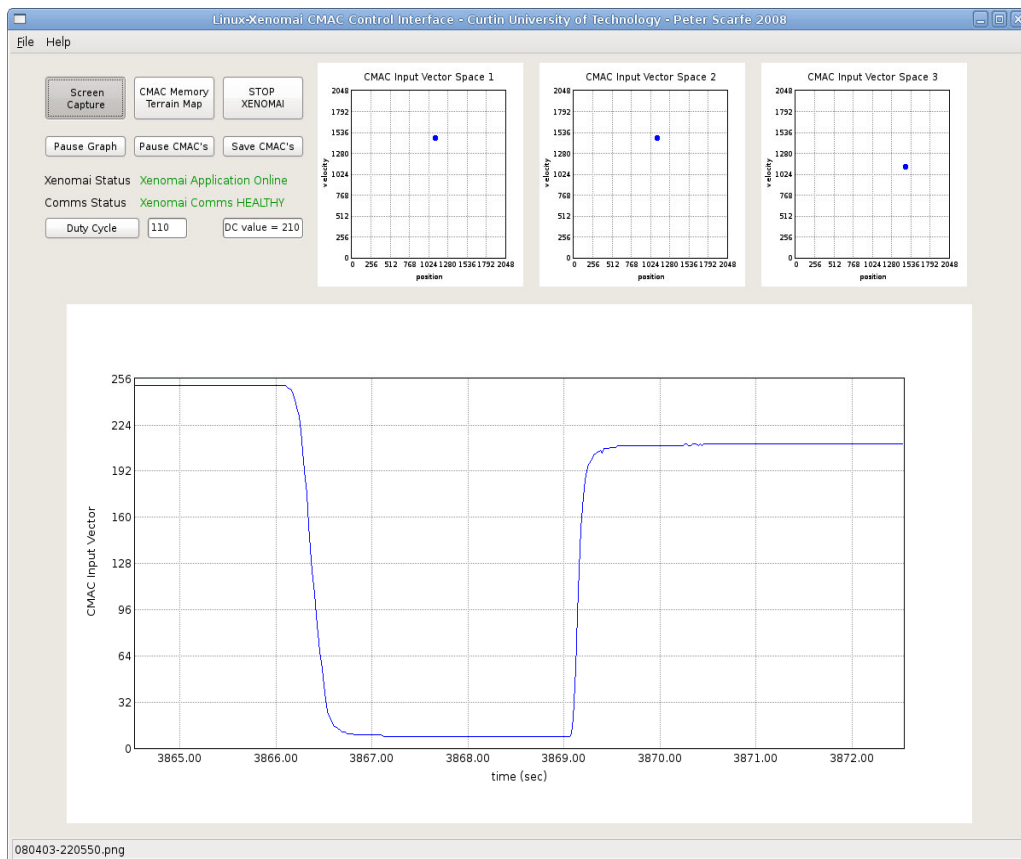 Linux-Xenomai CMAC Control Interface - Curtin University of Technology - Peter Scarfe 2008
File Help
Screen
Capture
CMAC Memory
Terrain Map
STOP
XENOMAI
Pause Graph
Pause CMAC's
Save CMAC's
Xenomai Status Xenomai Application Online
Comms Status Xenomai Comms HEALTHY
Duty Cycle
110
DC value = 210
CMAC Input Vector Space 1
2048
1792
1536
1280
1024
768
512
256
0
velocity
0 256 512 768 1024 1280 1536 1792 2048
position
CMAC Input Vector Space 2
2048
1792
1536
1280
1024
768
512
256
0
velocity
0 256 512 768 1024 1280 1536 1792 2048
position
CMAC Input Vector Space 3
2048
1792
1536
1280
1024
768
512
256
0
velocity
0 256 512 768 1024 1280 1536 1792 2048
position
256
224
192
160
128
96
64
32
0
CMAC Input Vector
3865.00 3866.00 3867.00 3868.00 3869.00 3870.00 3871.00 3872.00
time (sec)
080403-220550.png